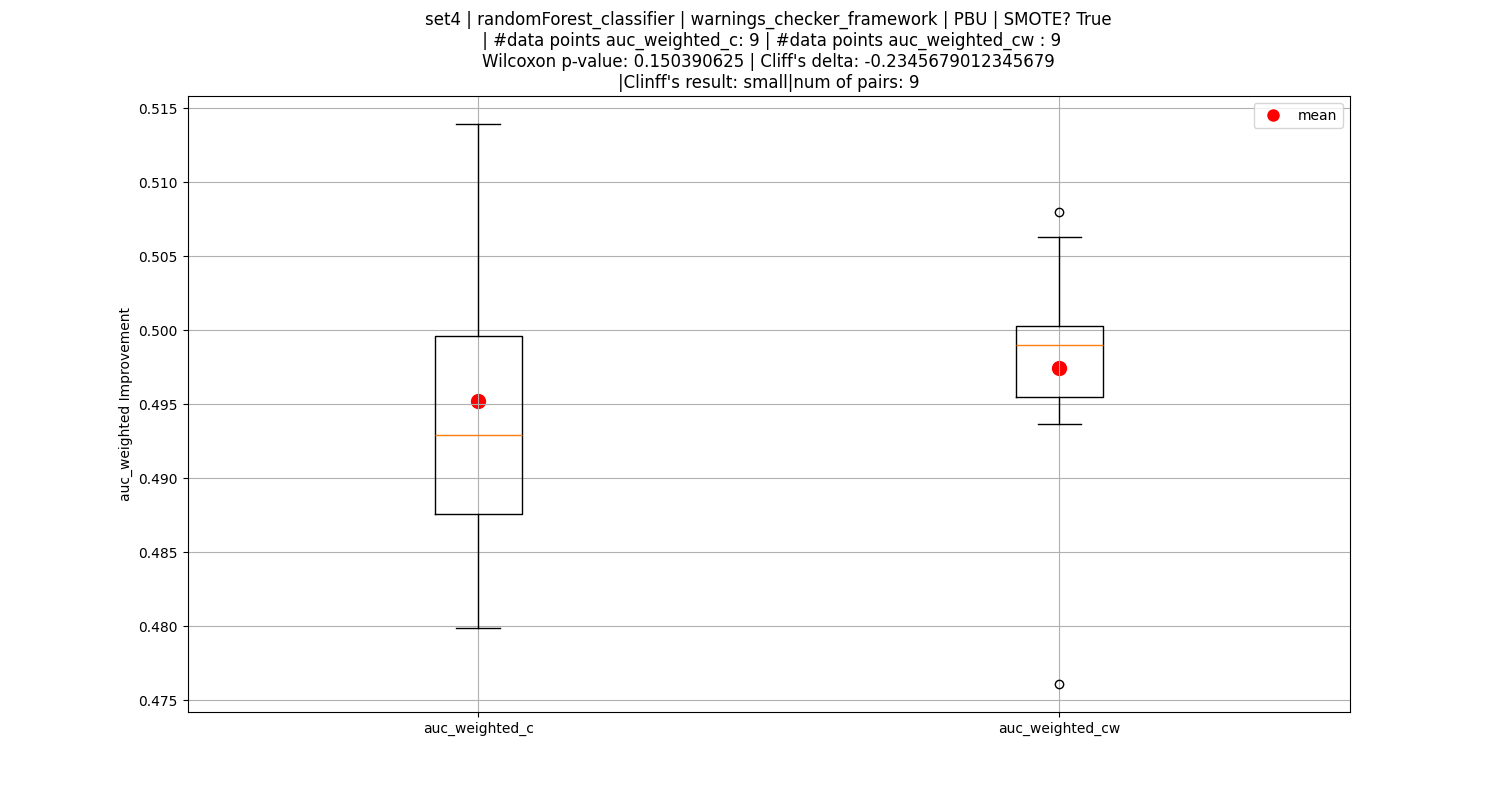 set4 | randomForest_classifier | warnings_checker_framework | PBU | SMOTE? True
| #data points auc_weighted_c: 9 | #data points auc_weighted_cw : 9
Wilcoxon p-value: 0.150390625 | Cliff's delta: -0.2345679012345679
|Clinff's result: small|num of pairs: 9
mean
0.515
0.510
0.505
0.500
0.495
0.490
0.485
0.480
0.475
auc_weighted Improvement
auc_weighted_c
auc_weighted_cw